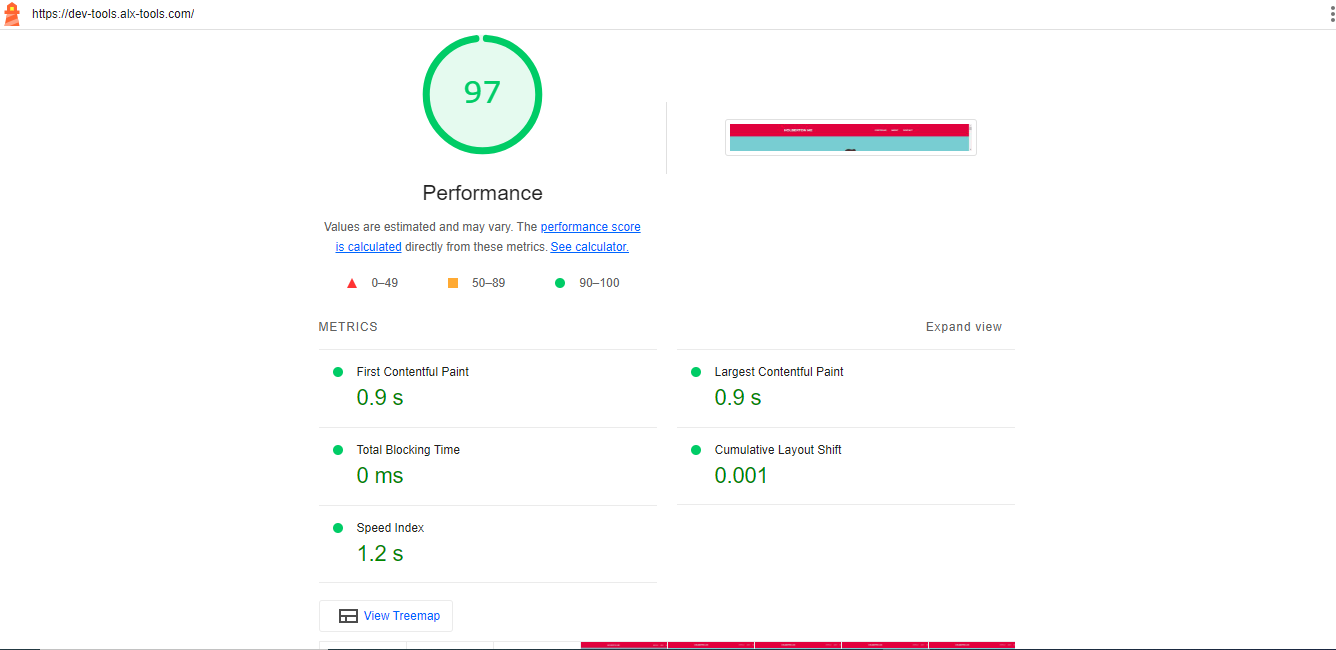 https://dev-tools.alx-tools.com/
97
Performance
Values are estimated and may vary. The performance score
is calculated directly from these metrics. See calculator.
0–49
50–89
90–100
METRICS
Expand view
First Contentful Paint
0.9 s
Largest Contentful Paint
0.9 s
Total Blocking Time
0 ms
Cumulative Layout Shift
0.001
Speed Index
1.2 s
View Treemap